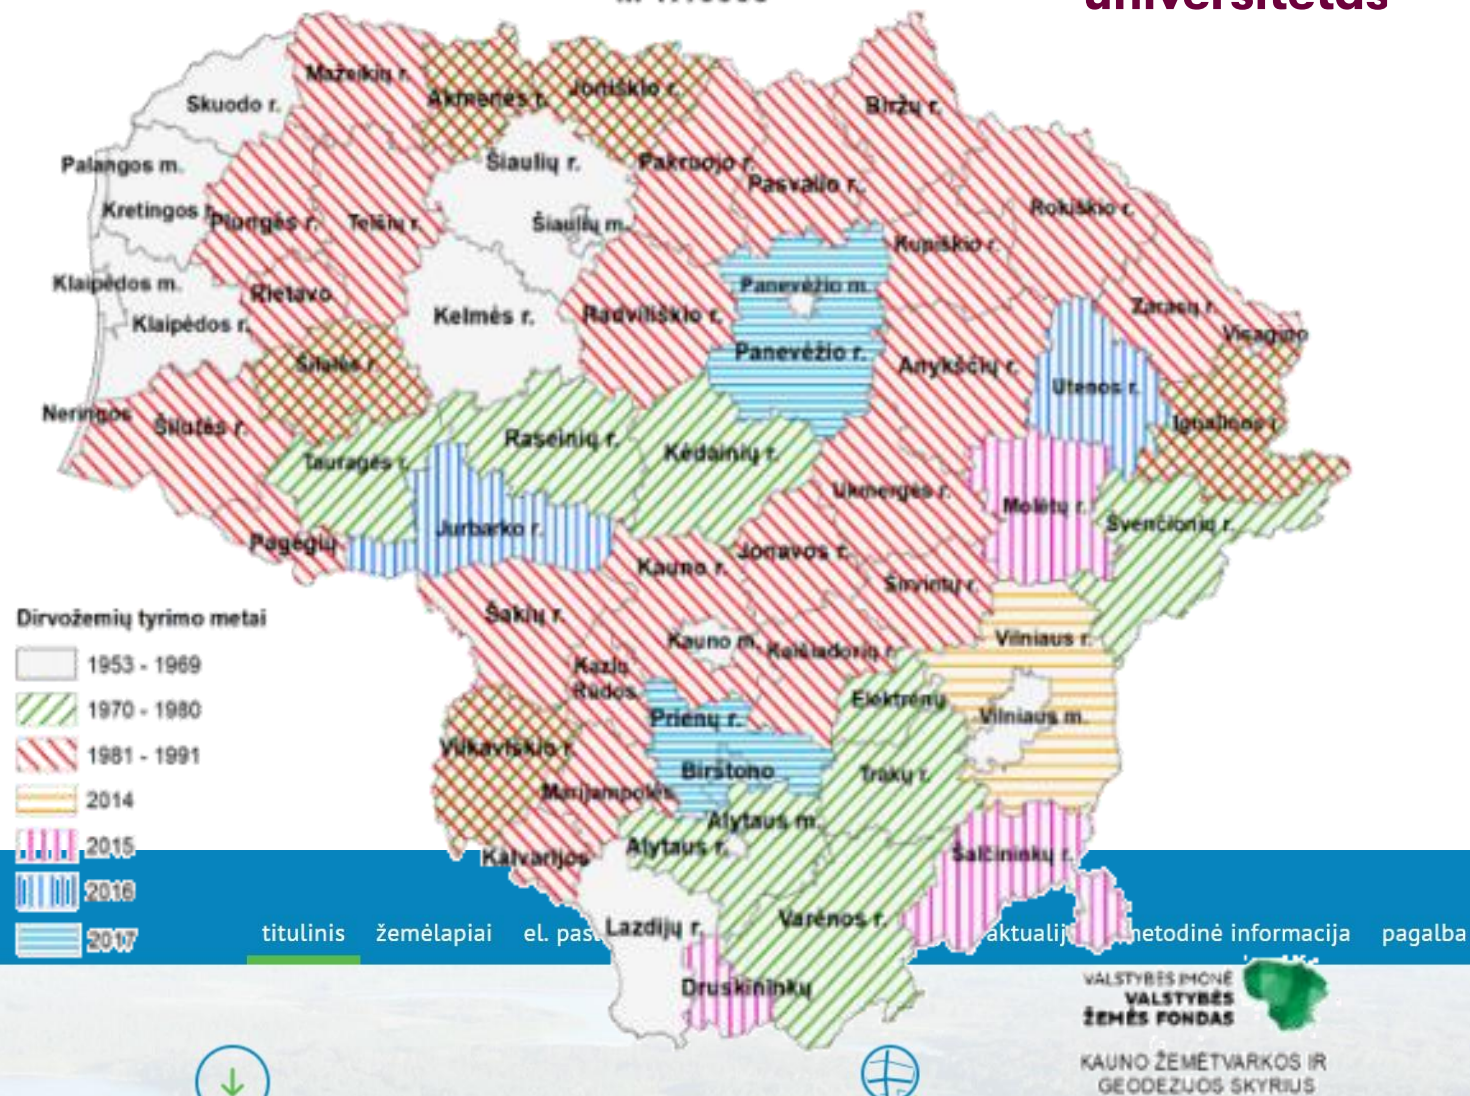 universitetas
Mažeikių r.
Skuodo r.
Akmenės r.
Joniškio r.
Biržų r.
Palangos m.
Šiaulių r.
Pakruojo r.
Pasvalio r.
Kretingos r.
Plungės r.
Telšių r.
Šiaulių m.
Rokiškio r.
Kupiškio r.
Klaipėdos m.
Rietavo
Panevėžio m.
Zarasų r.
Klaipėdos r.
Kelmės r.
Radviliškio r.
Visagino
Panevėžio r.
Šilalės r.
Anykščių r.
Utenos r.
Neringos
Šilutės r.
Raseinių r.
Kėdainių r.
Ignalinos r.
Tauragės r.
Ukmergės r.
Molėtų r.
Švenčionių r.
Jurbarko r.
Pagėgių
Jonavos r.
Kauno r.
Širvintų r.
Šakių r.
Dirvožemių tyrimo metai
Vilniaus r.
Kauno m.
Kaišiadorių r.
1953 - 1969
Kazlų
Rūdos
Elektrėnų
1970 - 1980
Prienų r.
Vilniaus m.
Vilkaviškio r.
1981 - 1991
Birštono
Trakų r.
Marijampolės
2014
Alytaus m.
2015
Alytaus r.
Kalvarijos
Šalčininkų r.
2016
Varėnos r.
Lazdijų r.
2017
titulinis žemėlapiai el. pas aktualij metodinė informacija pagalba
Druskininkų
VALSTYBĖS ĮMONĖ
VALSTYBĖS
ŽEMĖS FONDAS
KAUNO ŽEMĖTVARKOS IR
GEODEZIJOS SKYRIUS